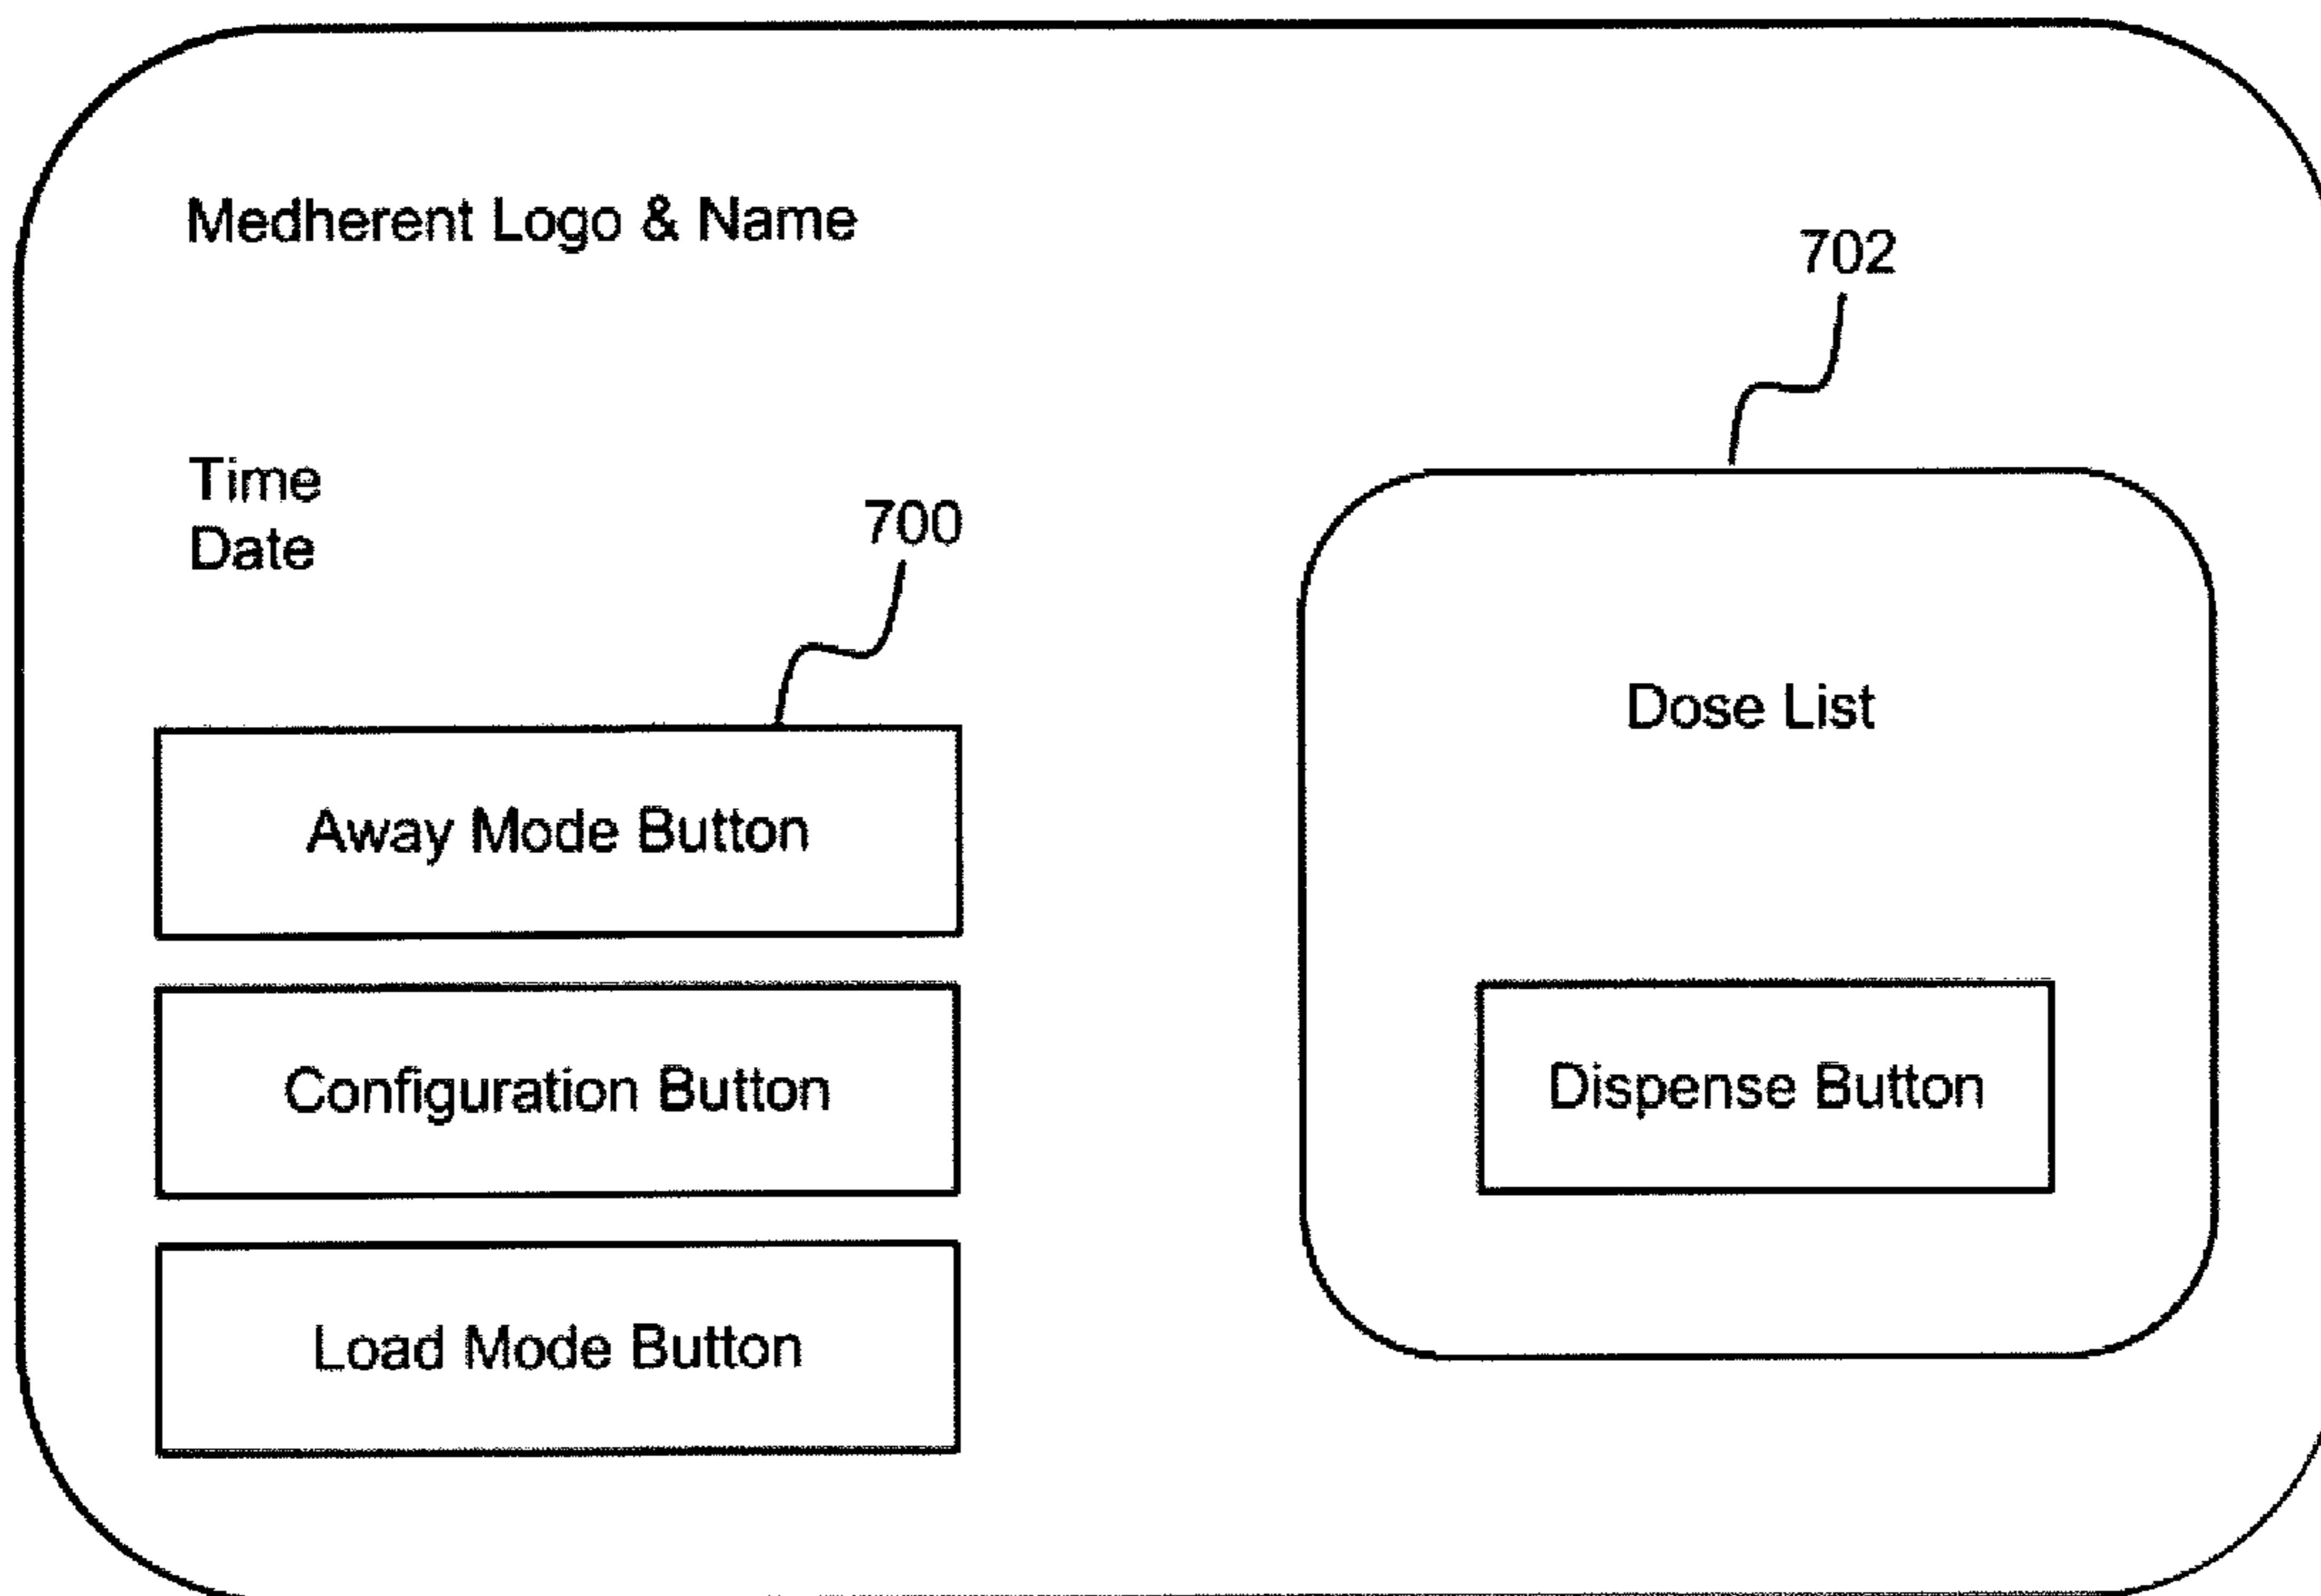 Medherent Logo & Name
702
Time
Date
700
Away Mode Button
Configuration Button
Load Mode Button
Dose List
Dispense Button